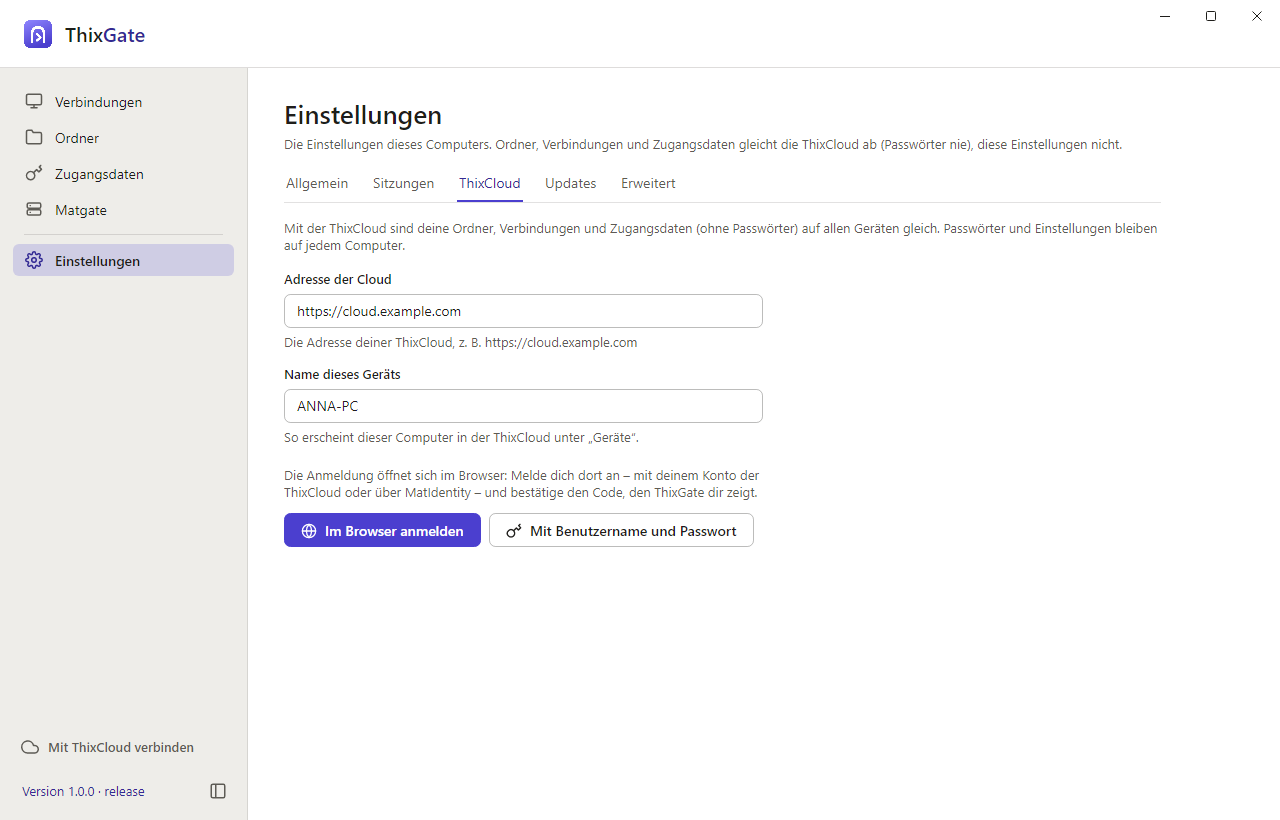 ThixGate
Verbindungen
Ordner
Zugangsdaten
Matgate
Einstellungen
Mit ThixCloud verbinden
Version 1.0.0 · release
Einstellungen
Die Einstellungen dieses Computers. Ordner, Verbindungen und Zugangsdaten gleicht die ThixCloud ab (Passwörter nie), diese Einstellungen nicht.
Allgemein Sitzungen ThixCloud Updates Erweitert
Mit der ThixCloud sind deine Ordner, Verbindungen und Zugangsdaten (ohne Passwörter) auf allen Geräten gleich. Passwörter und Einstellungen bleiben
auf jedem Computer.
Adresse der Cloud
https://cloud.example.com
Die Adresse deiner ThixCloud, z. B. https://cloud.example.com
Name dieses Geräts
ANNA-PC
So erscheint dieser Computer in der ThixCloud unter „Geräte“.
Die Anmeldung öffnet sich im Browser: Melde dich dort an – mit deinem Konto der
ThixCloud oder über MatIdentity – und bestätige den Code, den ThixGate dir zeigt.
Im Browser anmelden Mit Benutzername und Passwort